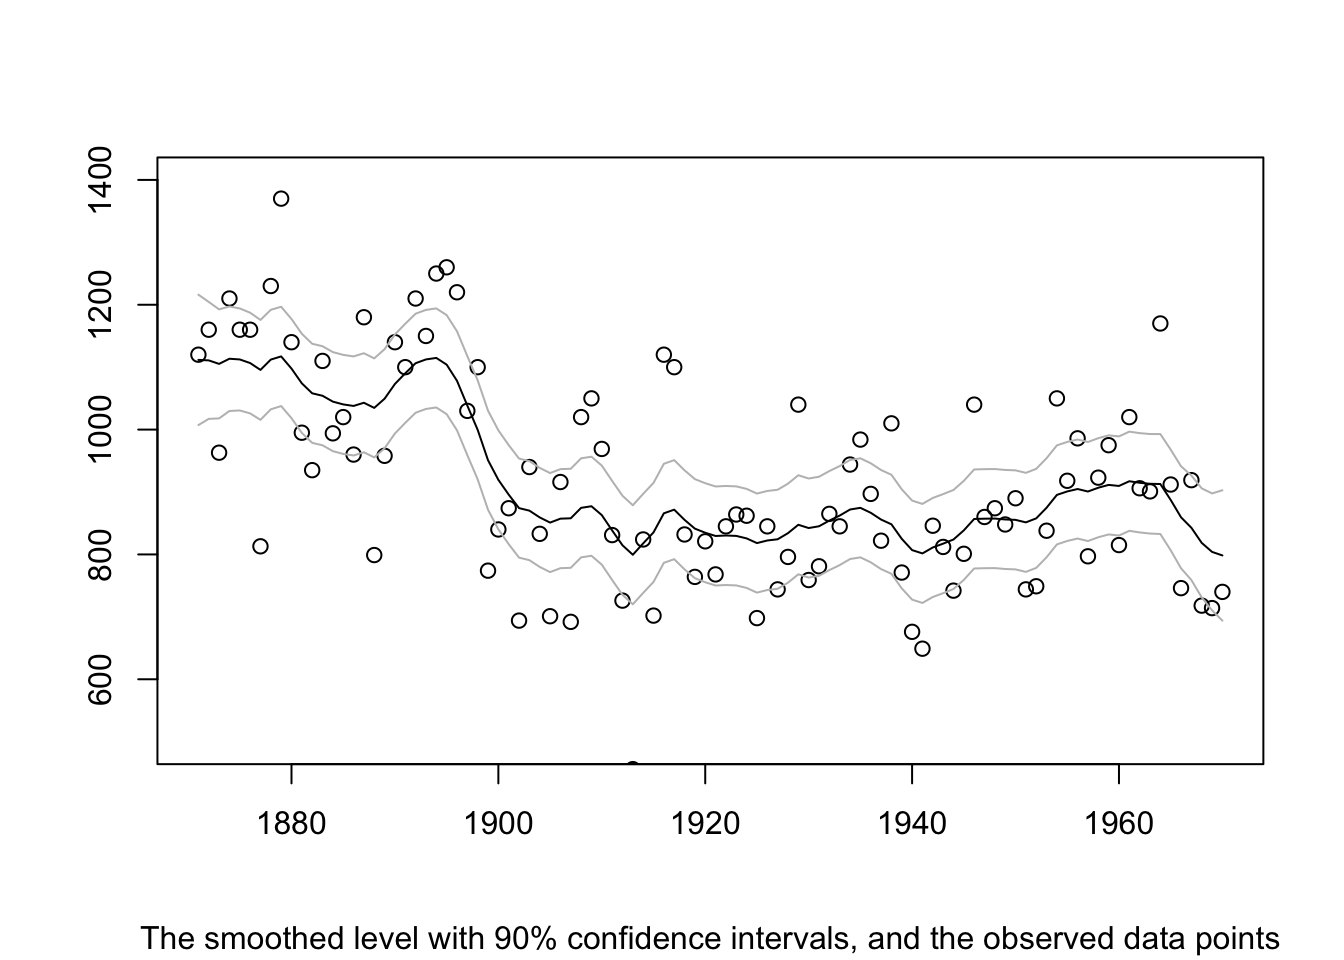 1400
1200
1000
800
600
1880 1900 1920 1940 1960
The smoothed level with 90% confidence intervals, and the observed data points